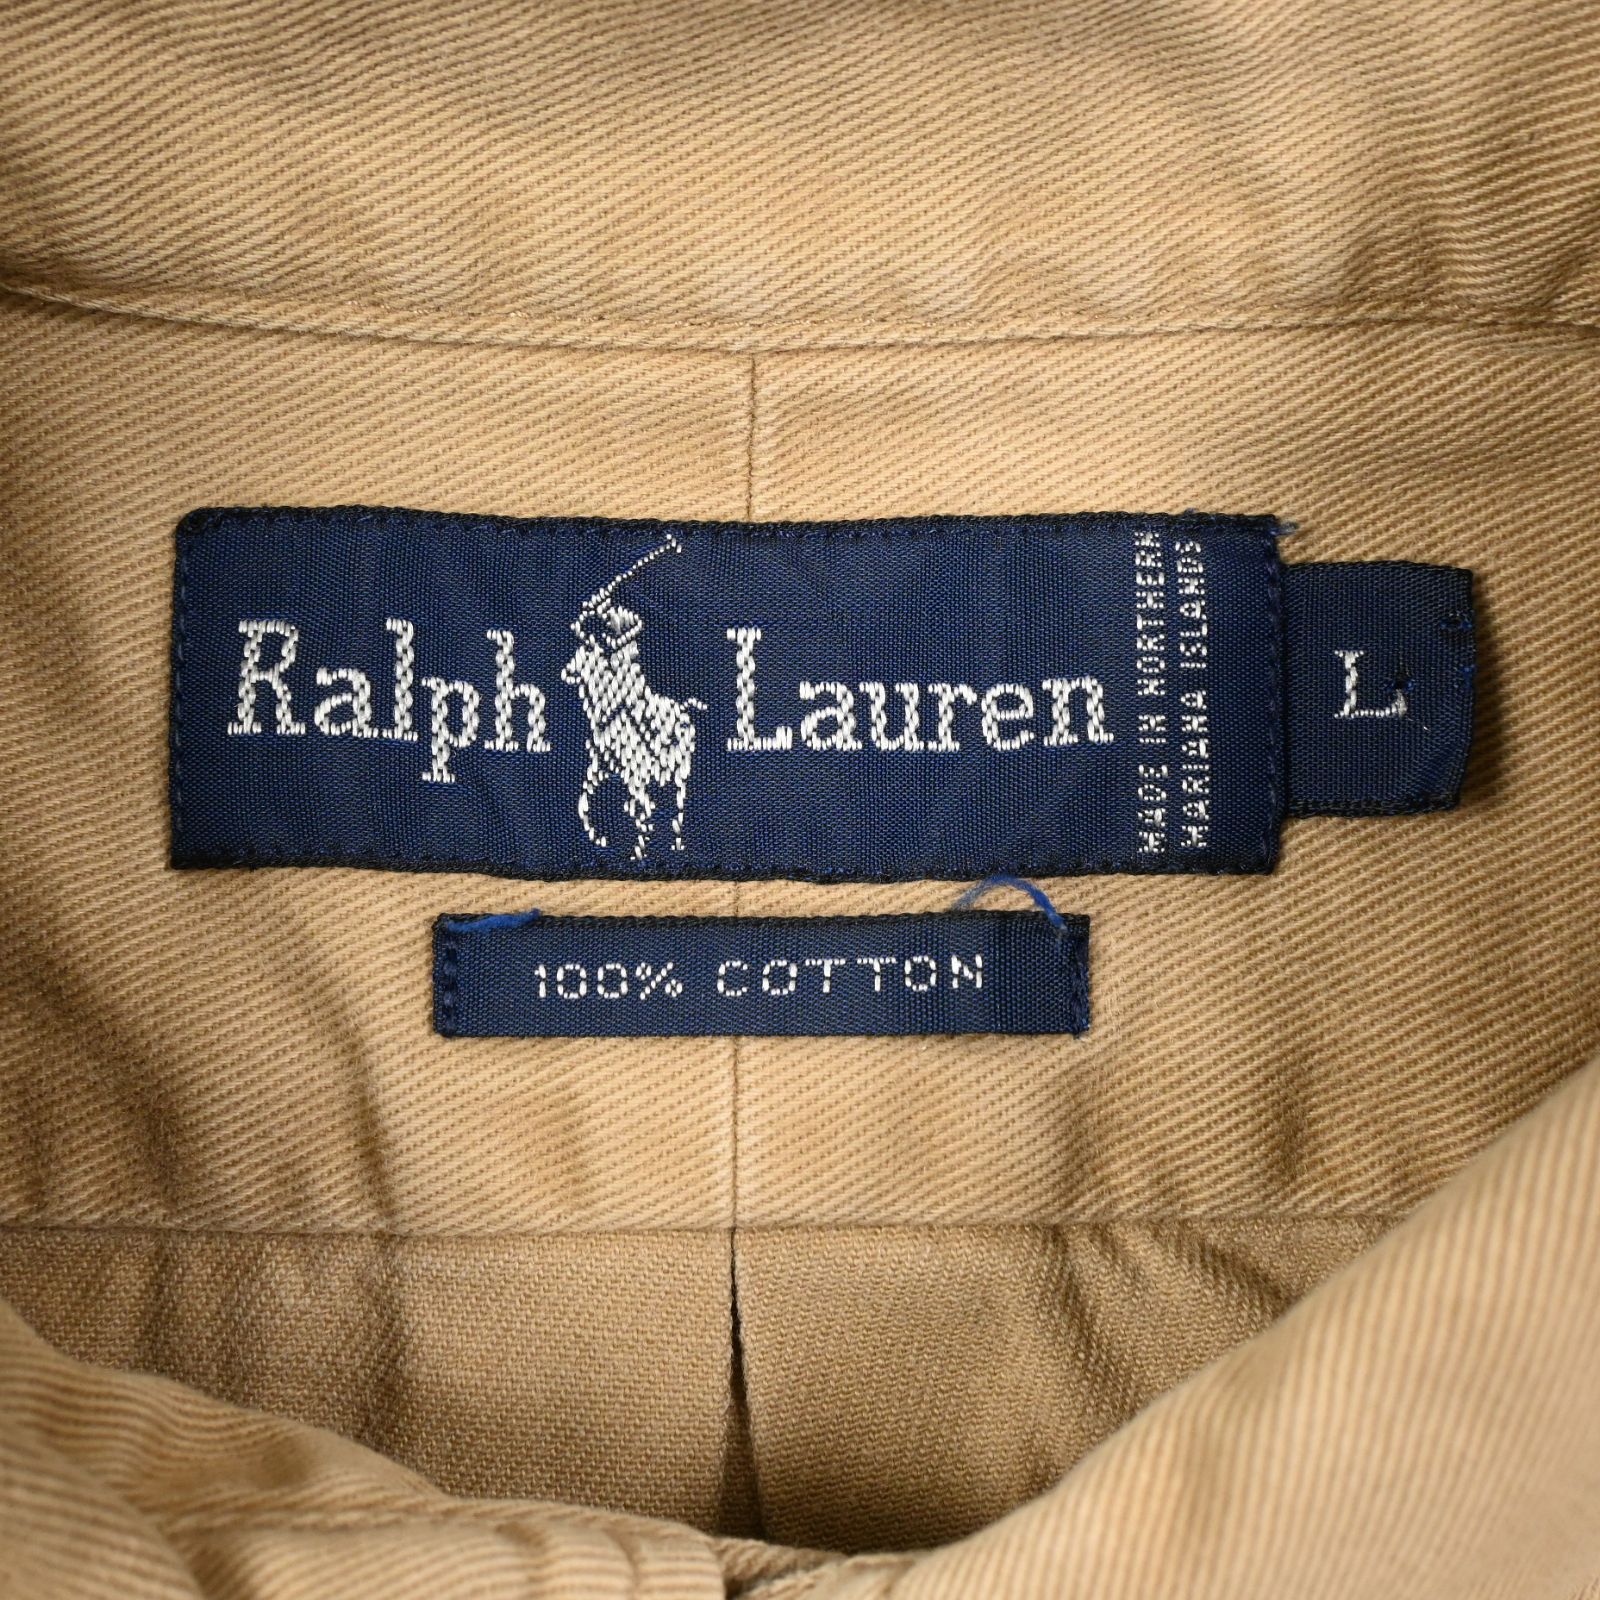 Ralph Lauren
MADE IN NORTHERN
MARIANA ISLANDS
L
100% COTTON